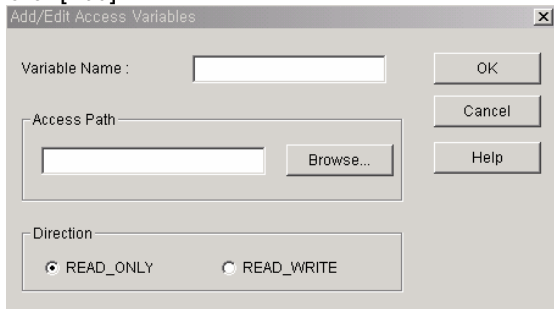 Add/Edit Access Variables
Variable Name :
OK
Cancel
Access Path
Browse...
Help
Direction
READ_ONLY
READ_WRITE